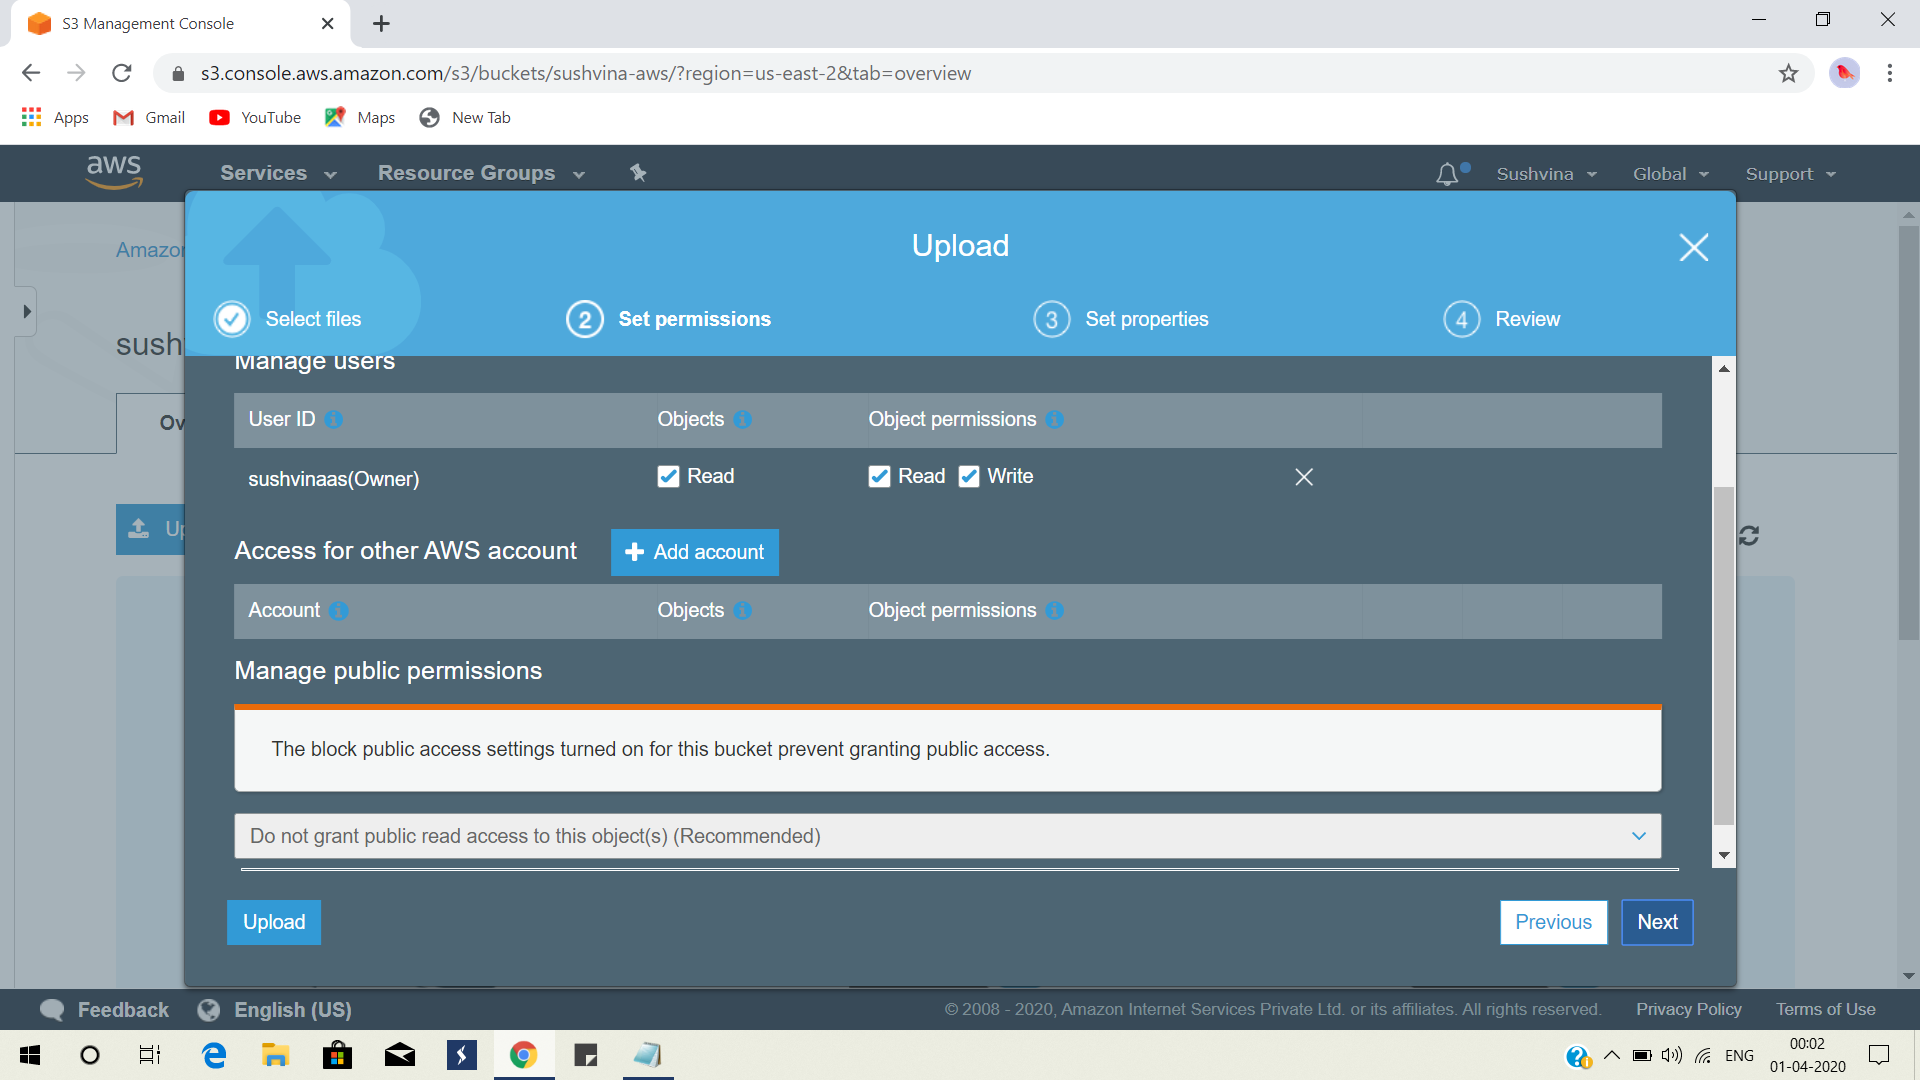 S3 Management Console
s3.console.aws.amazon.com/s3/buckets/sushvina-aws/?region=us-east-2&tab=overview
Apps Gmail YouTube Maps New Tab
aws Services Resource Groups Sushvina Global Support
Amazon
Upload
Select files 2 Set permissions 3 Set properties 4 Review
sush
Manage users
Ov
User ID Objects Object permissions
sushvinaas(Owner) Read Read Write
Up
Access for other AWS account Add account
Account Objects Object permissions
Manage public permissions
The block public access settings turned on for this bucket prevent granting public access.
Do not grant public read access to this object(s) (Recommended)
Upload Previous Next
Feedback English (US) © 2008 - 2020, Amazon Internet Services Private Ltd. or its affiliates. All rights reserved. Privacy Policy Terms of Use
ENG 00:02
01-04-2020